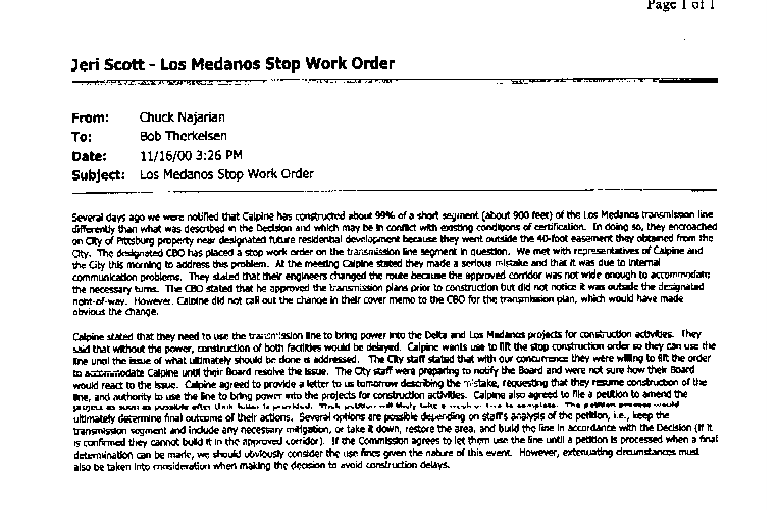 Page 1 of 1
Jeri Scott - Los Medanos Stop Work Order
From: Chuck Najarian
To: Bob Therkelsen
Date: 11/16/00 3:26 PM
Subject: Los Medanos Stop Work Order
Several days ago we were notified that Calpine has constructed about 99% of a short segment (about 900 feet) of the Los Medanos transmission line
differently than what was described in the Decision and which may be in conflict with existing conditions of certification. In doing so, they encroached
on City of Pittsburg property near designated future residential development because they went outside the 40-foot easement they obtained from the
City. The designated CBO has placed a stop work order on the transmission line segment in question. We met with representatives of Calpine and
the City this morning to address this problem. At the meeting Calpine stated they made a serious mistake and that it was due to internal
communication problems. They stated that their engineers changed the route because the approved corridor was not wide enough to accommodate
the necessary turns. The CBO stated that he approved the transmission plans prior to construction but did not notice it was outside the designated
right-of-way. However, Calpine did not call out the change in their cover memo to the CBO for the transmission plan, which would have made
obvious the change.
Calpine stated that they need to use the transmission line to bring power into the Delta and Los Medanos projects for construction activities. They
said that without the power, construction of both facilities would be delayed. Calpine wants use to lift the stop construction order so they can use the
line until the issue of what ultimately should be done is addressed. The City staff stated that with our concurrence they were willing to lift the order
to accommodate Calpine until their Board resolve the issue. The City staff were preparing to notify the Board and were not sure how their Board
would react to the issue. Calpine agreed to provide a letter to us tomorrow describing the mistake, requesting that they resume construction of the
line, and authority to use the line to bring power into the projects for construction activities. Calpine also agreed to file a petition to amend the
project as soon as possible after their letter is provided. Their petition will likely take a week or two to complete. The petition process would
ultimately determine final outcome of their actions. Several options are possible depending on staff's analysis of the petition, i.e., keep the
transmission segment and include any necessary mitigation, or take it down, restore the area, and build the line in accordance with the Decision (if it
is confirmed they cannot build it in the approved corridor). If the Commission agrees to let them use the line until a petition is processed when a final
determination can be made, we should obviously consider the use fines given the nature of this event. However, extenuating circumstances must
also be taken into consideration when making the decision to avoid construction delays.